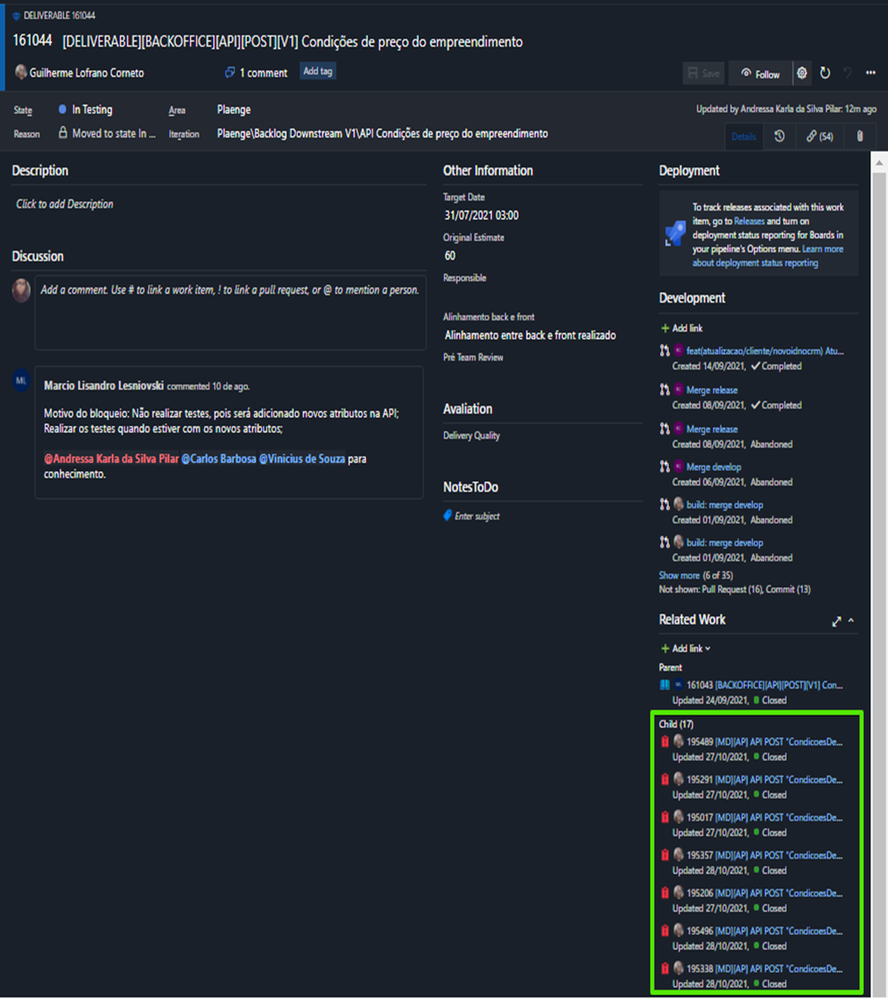 DELIVERABLE 161044
161044 [DELIVERABLE][BACKOFFICE][API][POST][V1] Condições de preço do empreendimento
Guilherme Lofrano Corneto
1 comment
Add tag
Save
Follow
State
In Testing
Area
Plaenge
Updated by Andressa Karla da Silva Pilar: 12m ago
Reason
Moved to state In ...
Iteration
Plaenge\Backlog Downstream V1\API Condições de preço do empreendimento
Details
(54)
Description
Click to add Description
Discussion
Add a comment. Use # to link a work item, ! to link a pull request, or @ to mention a person.
ML
Marcio Lisandro Lesniovski commented 10 de ago.
Motivo do bloqueio: Não realizar testes, pois será adicionado novos atributos na API;
Realizar os testes quando estiver com os novos atributos;
@Andressa Karla da Silva Pilar @Carlos Barbosa @Vinicius de Souza para
conhecimento.
Other Information
Target Date
31/07/2021 03:00
Original Estimate
60
Responsible
Alinhamento back e front
Alinhamento entre back e front realizado
Pré Team Review
Avaliation
Delivery Quality
NotesToDo
Enter subject
Deployment
To track releases associated with this work
item, go to Releases and turn on
deployment status reporting for Boards in
your pipeline's Options menu. Learn more
about deployment status reporting
Development
Add link
feat(atualizacao/cliente/novoidnocrm) Atu...
Created 14/09/2021, Completed
Merge release
Created 08/09/2021, Completed
Merge release
Created 08/09/2021, Abandoned
Merge develop
Created 06/09/2021, Abandoned
build: merge develop
Created 01/09/2021, Abandoned
build: merge develop
Created 01/09/2021, Abandoned
Show more (6 of 35)
Not shown: Pull Request (16), Commit (13)
Related Work
Add link
Parent
161043 [BACKOFFICE][API][POST][V1] Con...
Updated 24/09/2021, Closed
Child (17)
195489 [MD][AP] API POST "CondicoesDe...
Updated 27/10/2021, Closed
195291 [MD][AP] API POST "CondicoesDe...
Updated 27/10/2021, Closed
195017 [MD][AP] API POST "CondicoesDe...
Updated 27/10/2021, Closed
195357 [MD][AP] API POST "CondicoesDe...
Updated 28/10/2021, Closed
195206 [MD][AP] API POST "CondicoesDe...
Updated 27/10/2021, Closed
195496 [MD][AP] API POST "CondicoesDe...
Updated 28/10/2021, Closed
195338 [MD][AP] API POST "CondicoesDe...
Updated 28/10/2021, Closed